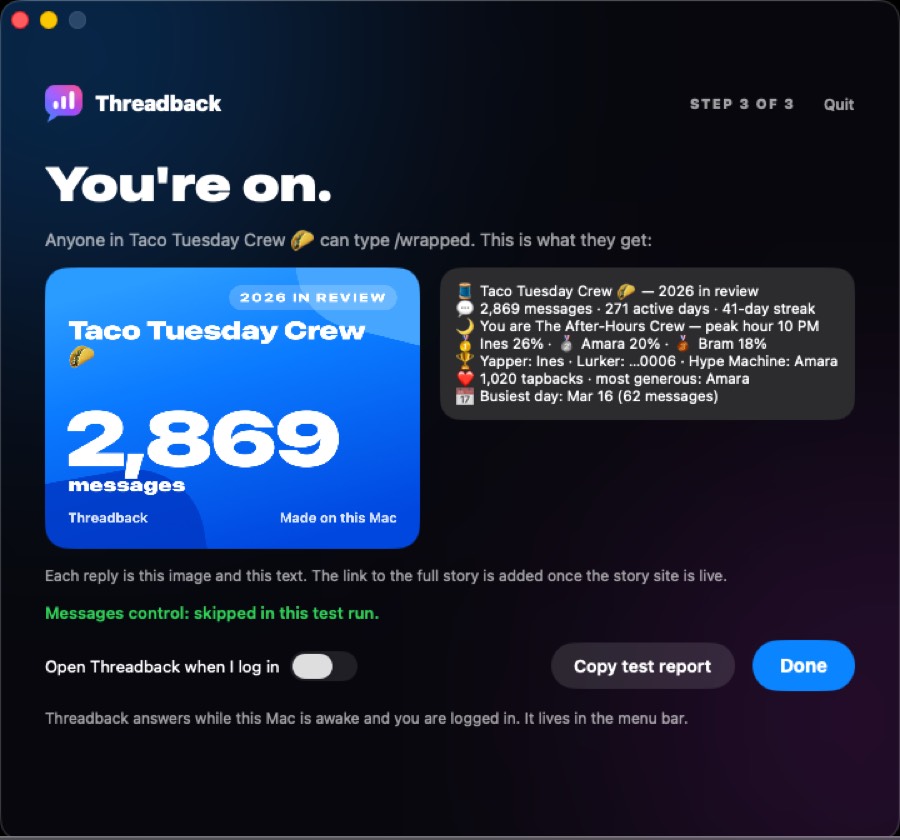 Threadback
STEP 3 OF 3
Quit
You're on.
Anyone in Taco Tuesday Crew 🌮 can type /wrapped. This is what they get:
2026 IN REVIEW
Taco Tuesday Crew
🌮
2,869
messages
Threadback
Made on this Mac
🧵 Taco Tuesday Crew 🌮 — 2026 in review
💬 2,869 messages · 271 active days · 41-day streak
🌙 You are The After-Hours Crew — peak hour 10 PM
🥇 Ines 26% · 🥈 Amara 20% · 🥉 Bram 18%
🏆 Yapper: Ines · Lurker: …0006 · Hype Machine: Amara
❤️ 1,020 tapbacks · most generous: Amara
📅 Busiest day: Mar 16 (62 messages)
Each reply is this image and this text. The link to the full story is added once the story site is live.
Messages control: skipped in this test run.
Open Threadback when I log in
Copy test report
Done
Threadback answers while this Mac is awake and you are logged in. It lives in the menu bar.